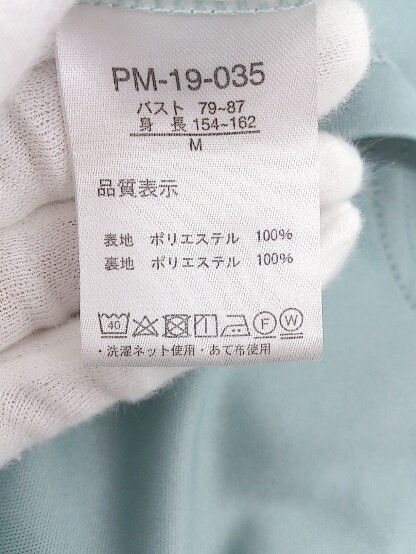 PM-19-035
バスト 79~87
身 長 154~162
M
品質表示
表地 ポリエステル 100%
裏地 ポリエステル 100%
40 F W
・洗濯ネット使用・あて布使用